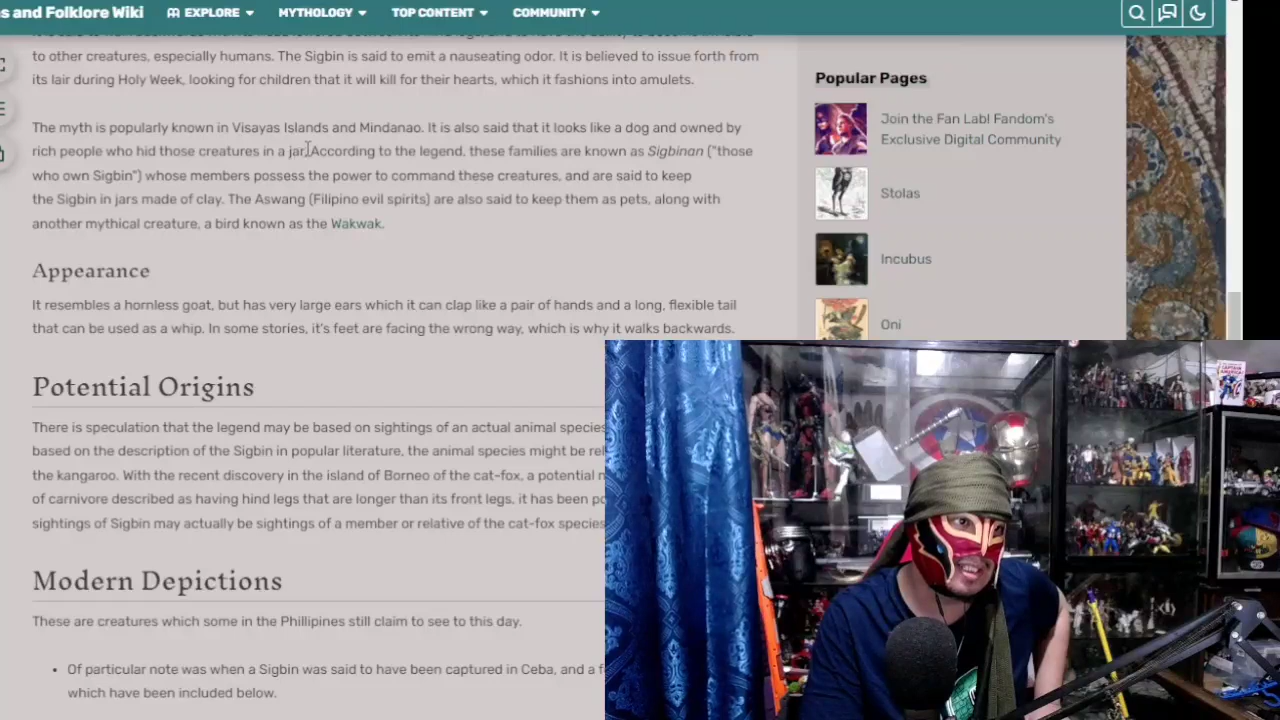 s and Folklore Wiki EXPLORE MYTHOLOGY TOP CONTENT COMMUNITY
to other creatures, especially humans. The Sigbin is said to emit a nauseating odor. It is believed to issue forth from
its lair during Holy Week, looking for children that it will kill for their hearts, which it fashions into amulets.
The myth is popularly known in Visayas Islands and Mindanao. It is also said that it looks like a dog and owned by
rich people who hid those creatures in a jar.According to the legend, these families are known as Sigbinan ("those
who own Sigbin") whose members possess the power to command these creatures, and are said to keep
the Sigbin in jars made of clay. The Aswang (Filipino evil spirits) are also said to keep them as pets, along with
another mythical creature, a bird known as the Wakwak.
Appearance
It resembles a hornless goat, but has very large ears which it can clap like a pair of hands and a long, flexible tail
that can be used as a whip. In some stories, it's feet are facing the wrong way, which is why it walks backwards.
Potential Origins
There is speculation that the legend may be based on sightings of an actual animal species
based on the description of the Sigbin in popular literature, the animal species might be rel
the kangaroo. With the recent discovery in the island of Borneo of the cat-fox, a potential n
of carnivore described as having hind legs that are longer than its front legs, it has been po
sightings of Sigbin may actually be sightings of a member or relative of the cat-fox species
Modern Depictions
These are creatures which some in the Phillipines still claim to see to this day.
• Of particular note was when a Sigbin was said to have been captured in Ceba, and a f
which have been included below.
Popular Pages
Join the Fan Lab! Fandom's
Exclusive Digital Community
Stolas
Incubus
Oni